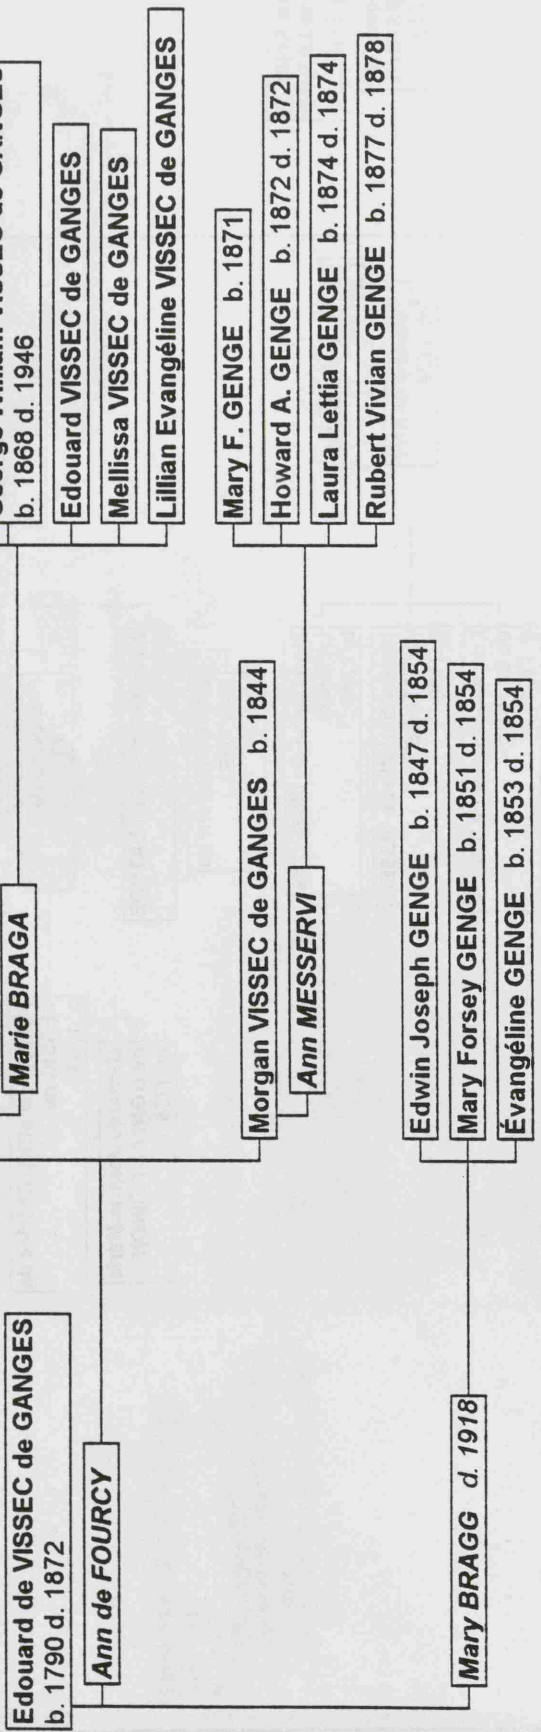 b. 1868 d. 1946
Edouard VISSEC de GANGES
Mellissa VISSEC de GANGES
Lillian Evangéline VISSEC de GANGES
Marie BRAGA
Edouard de VISSEC de GANGES
b. 1790 d. 1872
Ann de FOURCY
Morgan VISSEC de GANGES b. 1844
Ann MESSERVI
Mary F. GENGE b. 1871
Howard A. GENGE b. 1872 d. 1872
Laura Lettia GENGE b. 1874 d. 1874
Rubert Vivian GENGE b. 1877 d. 1878
Mary BRAGG d. 1918
Edwin Joseph GENGE b. 1847 d. 1854
Mary Forsey GENGE b. 1851 d. 1854
Évangéline GENGE b. 1853 d. 1854